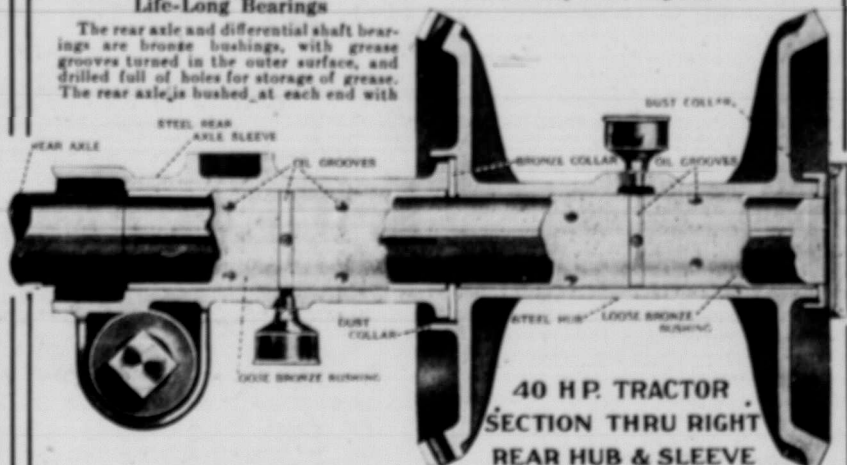 Life-Long Bearings
The rear axle and differential shaft bear-
ings are bronze bushings, with grease
grooves turned in the outer surface, and
drilled full of holes for storage of grease.
The rear axle is bushed at each end with
DUST COLLAR
STEEL REAR
AXLE SLEEVE
REAR AXLE
OIL GROOVES
BRONZE COLLAR
OIL GROOVES
DUST
COLLAR
STEEL HUB
LOOSE BRONZE
BUSHING
LOOSE BRONZE BUSHING
40 H P. TRACTOR
SECTION THRU RIGHT
REAR HUB & SLEEVE